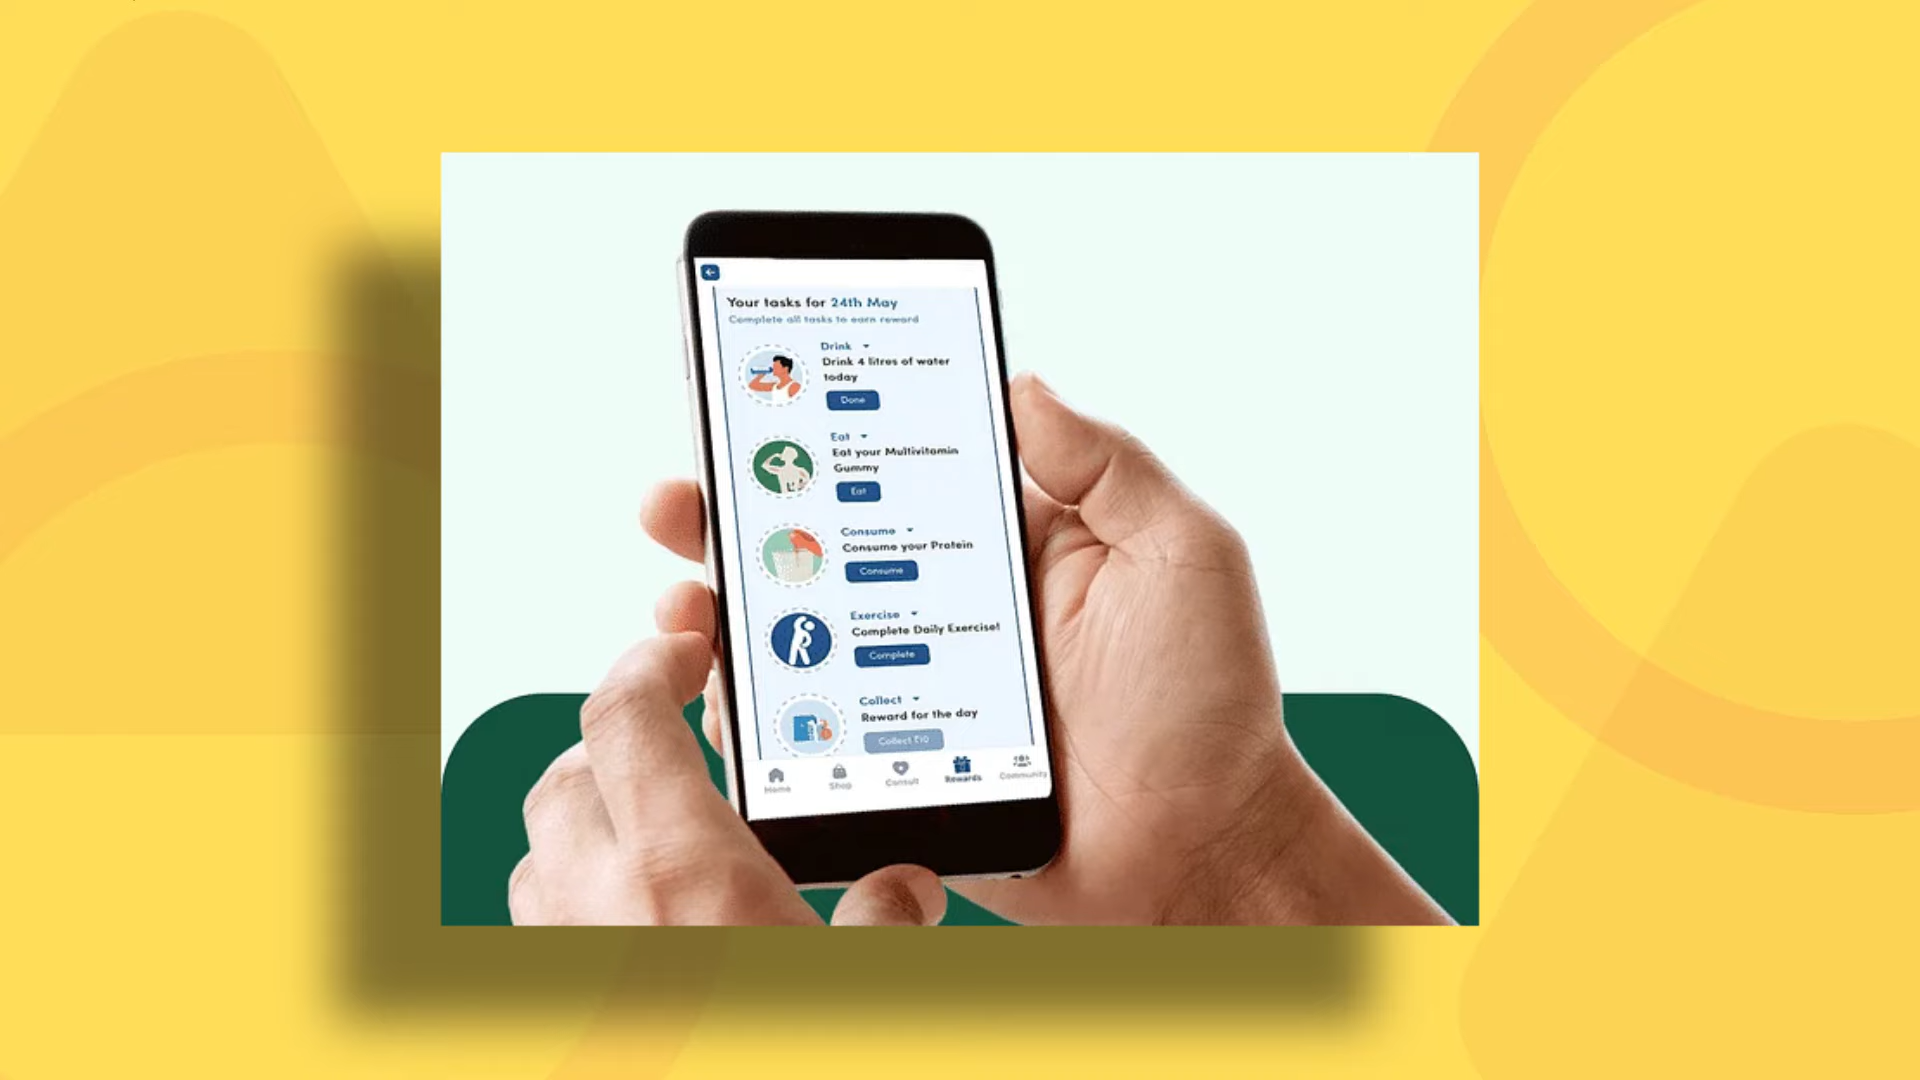 Your tasks for 24th May
Complete all tasks to earn reward
Drink
Drink 4 litres of water
today
Done
Eat
Eat your Multivitamin
Gummy
Eat
Consume
Consume your Protein
Consume
Exercise
Complete Daily Exercise!
Complete
Collect
Reward for the day
Collect ₹10
Home
Shop
Consult
Rewards
Community